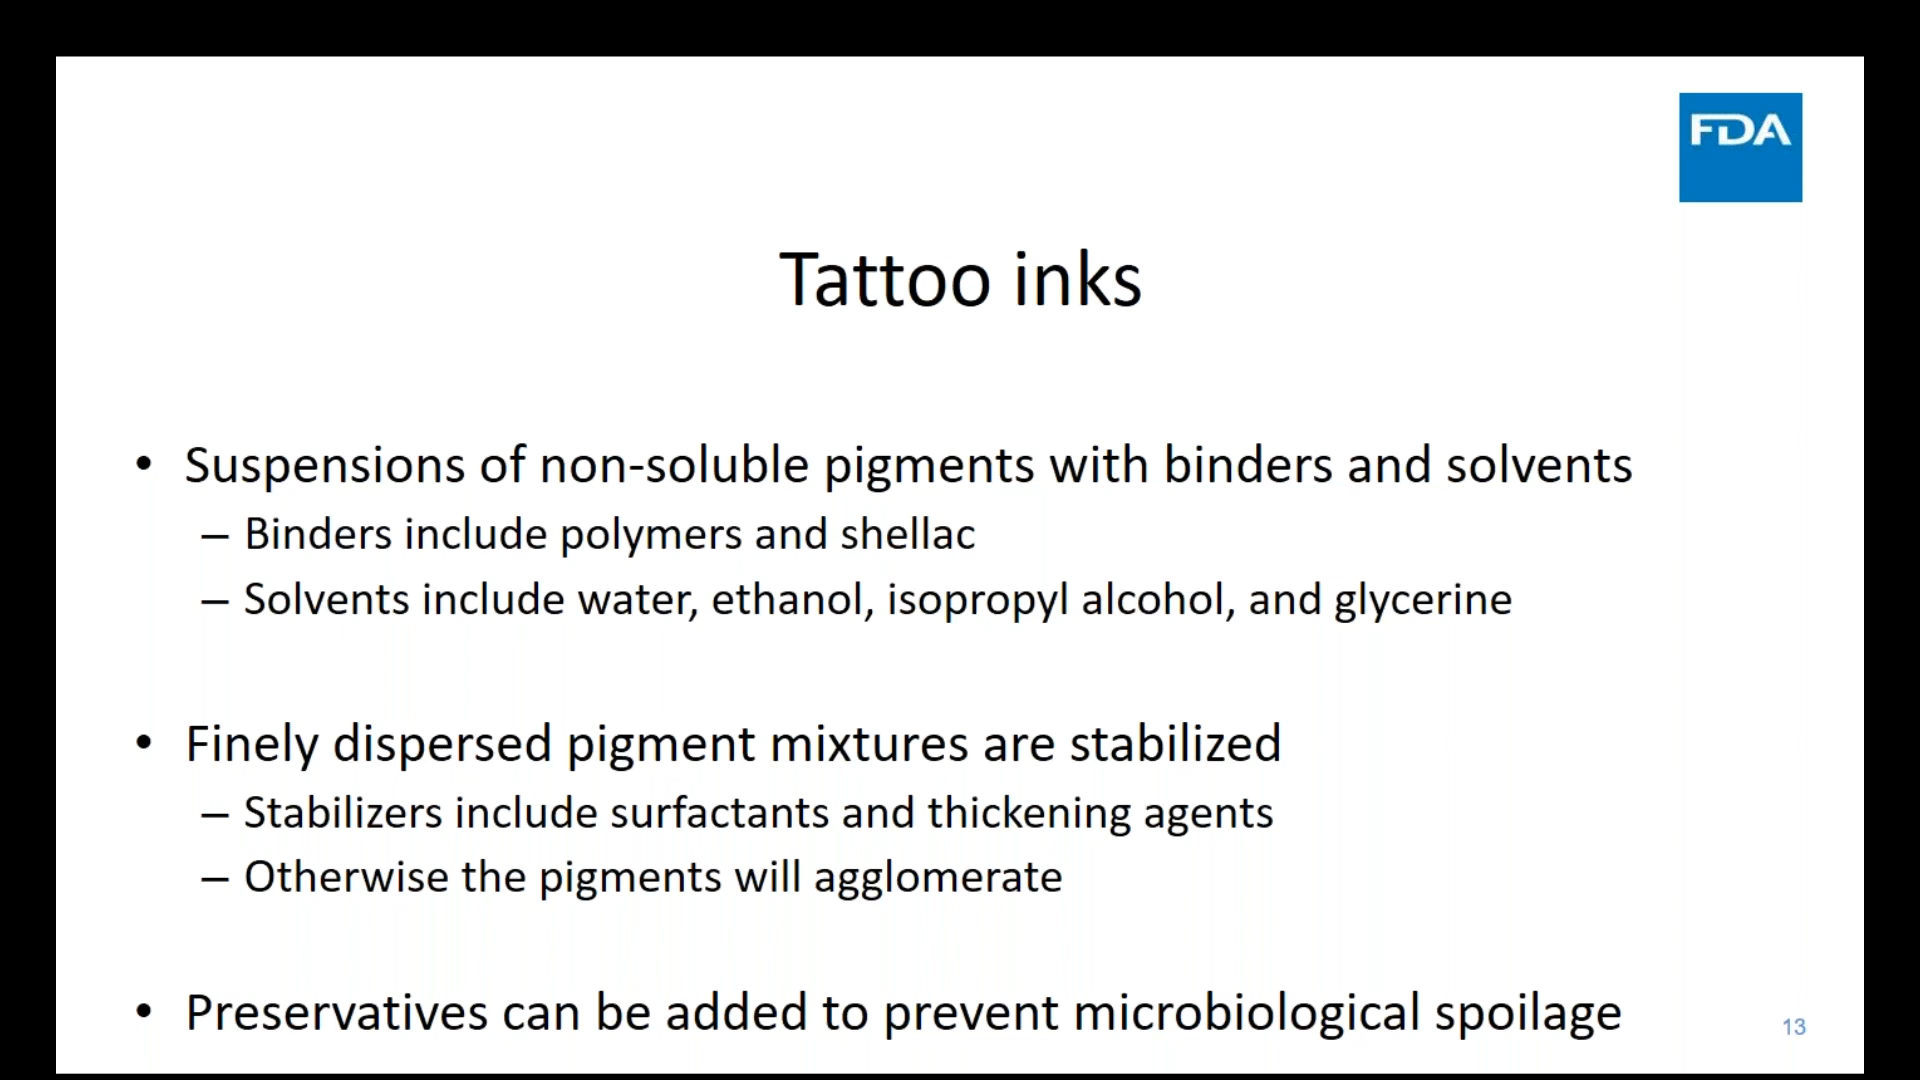 FDA
Tattoo inks
• Suspensions of non-soluble pigments with binders and solvents
– Binders include polymers and shellac
– Solvents include water, ethanol, isopropyl alcohol, and glycerine
• Finely dispersed pigment mixtures are stabilized
– Stabilizers include surfactants and thickening agents
– Otherwise the pigments will agglomerate
• Preservatives can be added to prevent microbiological spoilage
13